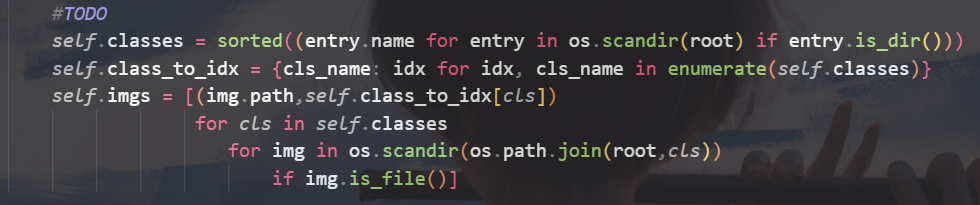 #TODO
self.classes = sorted((entry.name for entry in os.scandir(root) if entry.is_dir()))
self.class_to_idx = {cls_name: idx for idx, cls_name in enumerate(self.classes)}
self.imgs = [(img.path,self.class_to_idx[cls])
for cls in self.classes
for img in os.scandir(os.path.join(root,cls))
if img.is_file()]